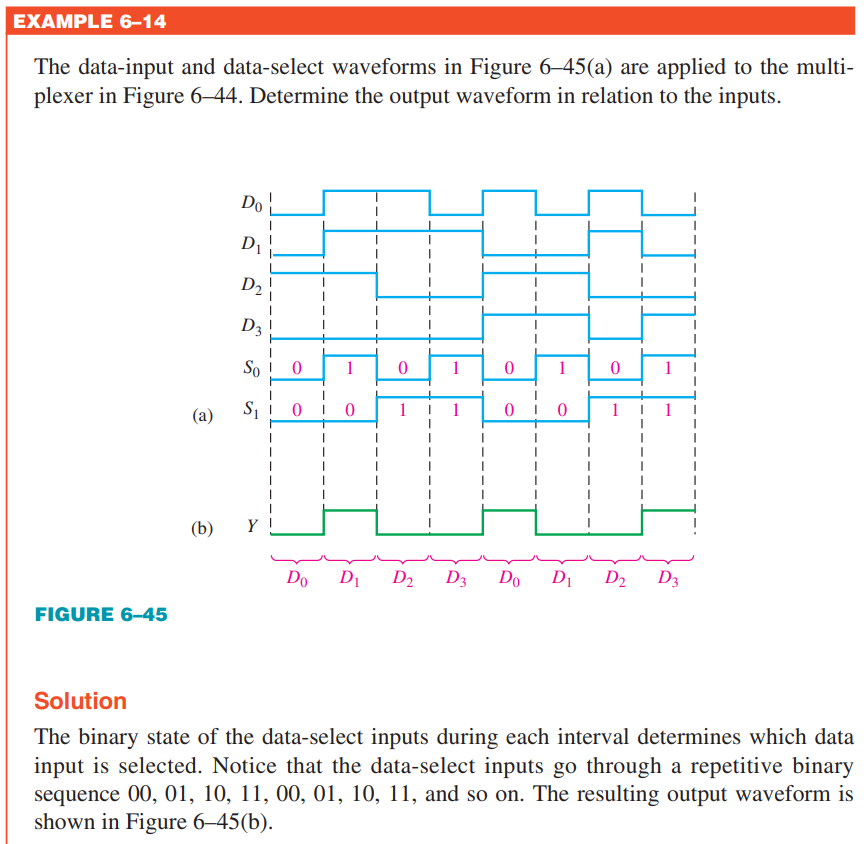 EXAMPLE 6–14
The data-input and data-select waveforms in Figure 6–45(a) are applied to the multi-
plexer in Figure 6–44. Determine the output waveform in relation to the inputs.
D0
D1
D2
D3
S0 0 1 0 1 0 1 0 1
(a) S1 0 0 1 1 0 0 1 1
(b) Y
D0 D1 D2 D3 D0 D1 D2 D3
FIGURE 6–45
Solution
The binary state of the data-select inputs during each interval determines which data
input is selected. Notice that the data-select inputs go through a repetitive binary
sequence 00, 01, 10, 11, 00, 01, 10, 11, and so on. The resulting output waveform is
shown in Figure 6–45(b).